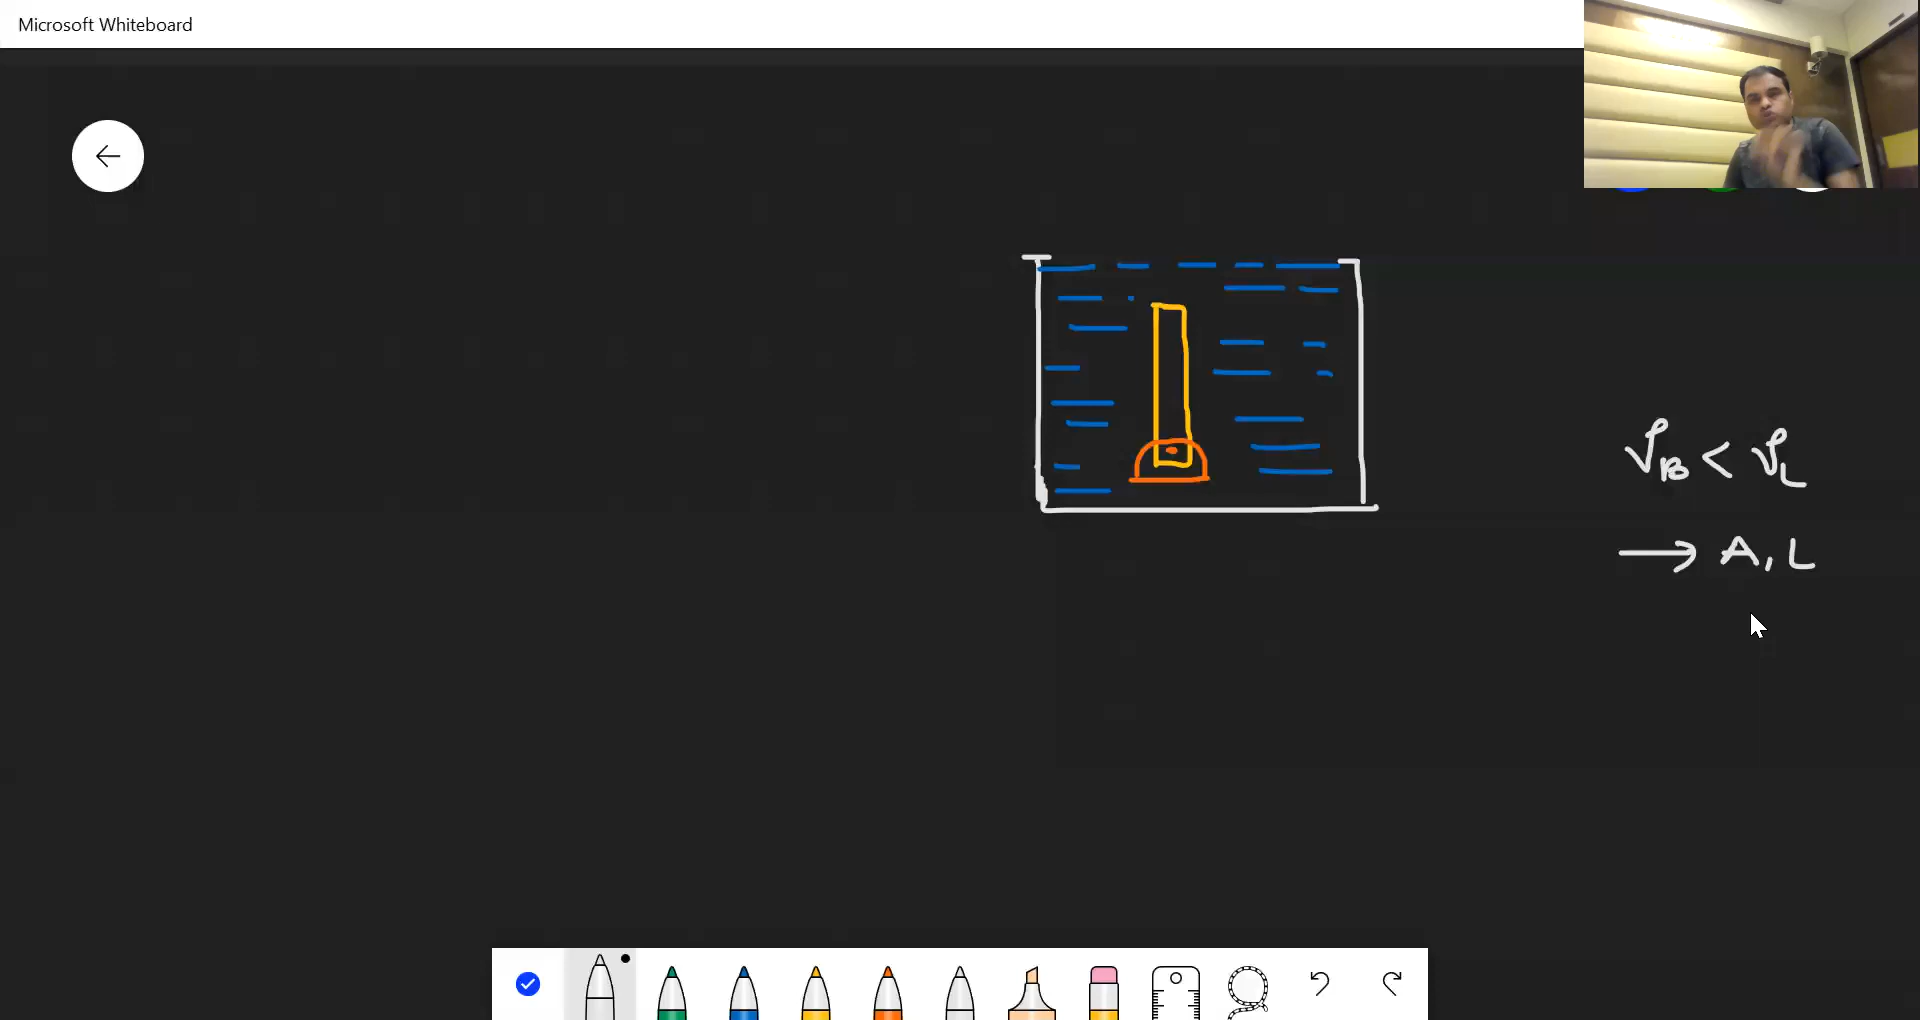 Microsoft Whiteboard
ρ_B < ρ_L
→ A, L